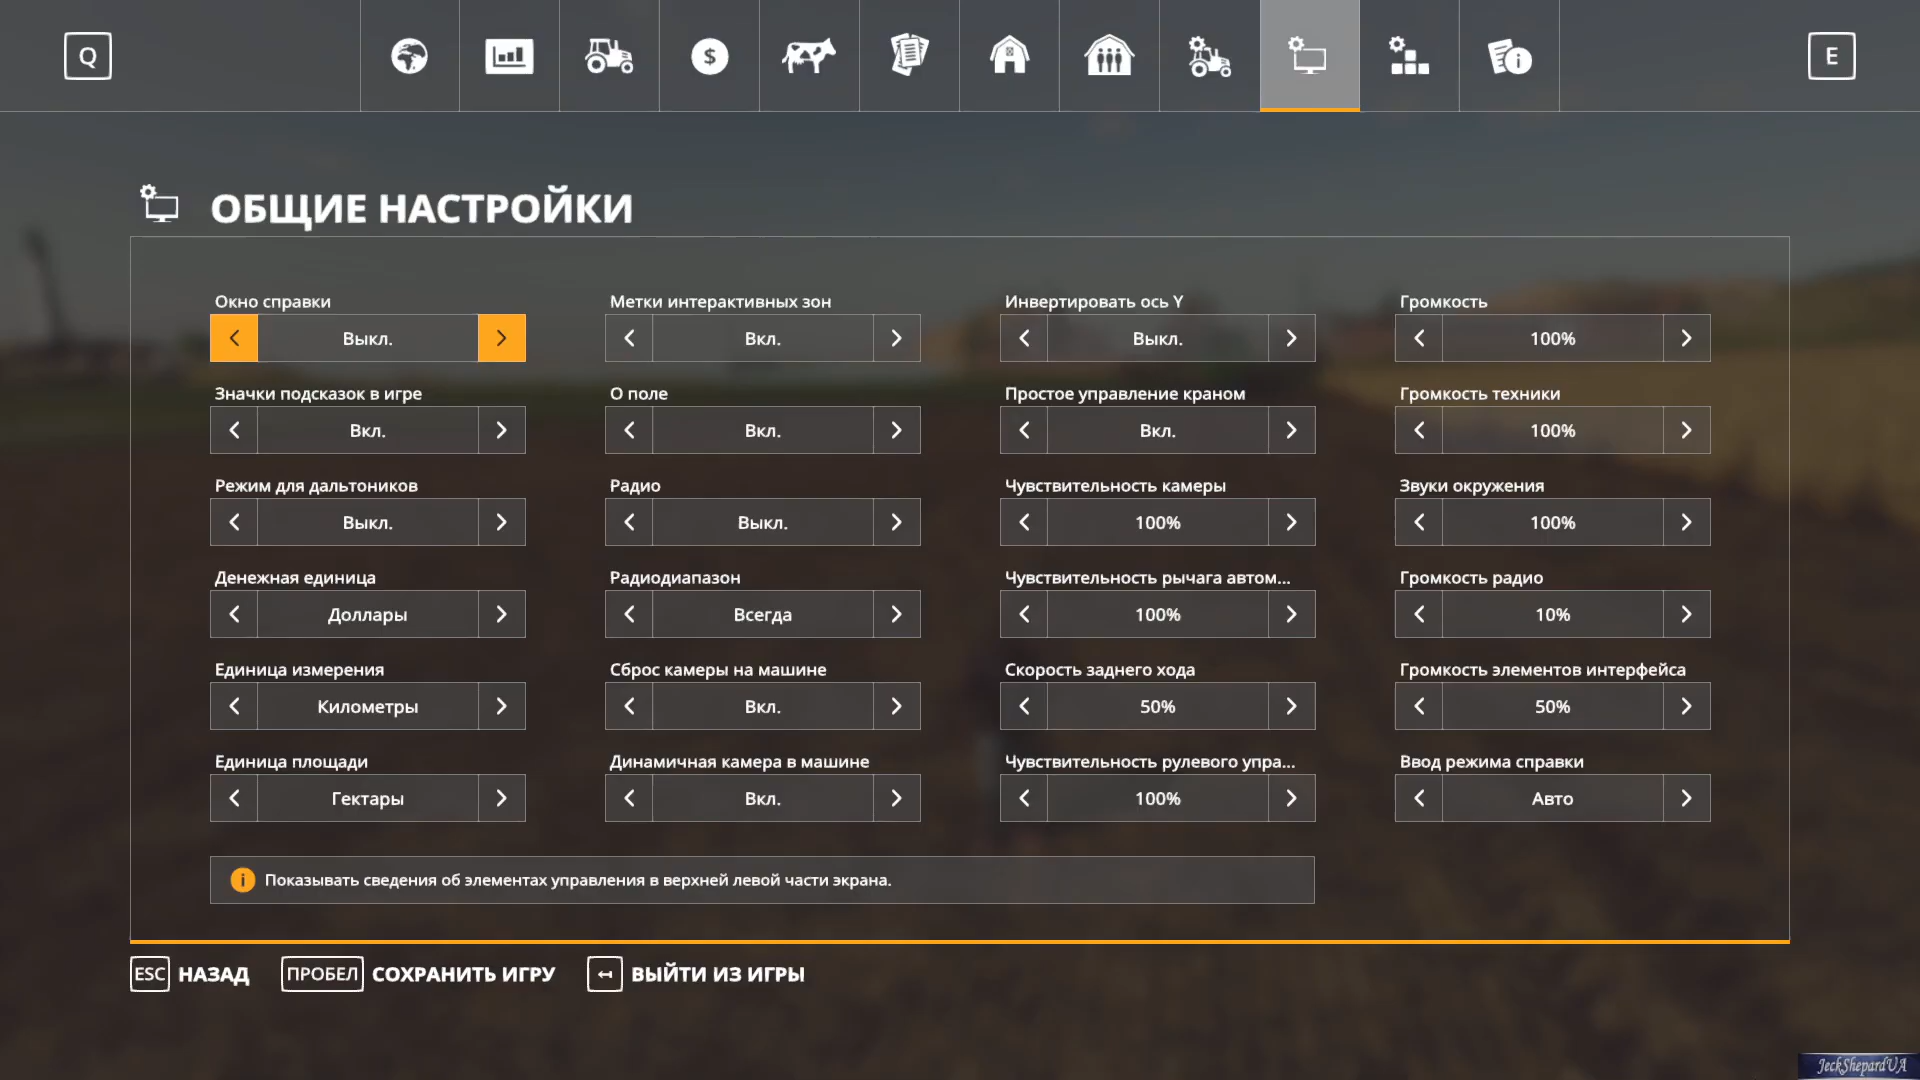 Q
E
ОБЩИЕ НАСТРОЙКИ
Окно справки
Выкл.
Значки подсказок в игре
Вкл.
Режим для дальтоников
Выкл.
Денежная единица
Доллары
Единица измерения
Километры
Единица площади
Гектары
Метки интерактивных зон
Вкл.
О поле
Вкл.
Радио
Выкл.
Радиодиапазон
Всегда
Сброс камеры на машине
Вкл.
Динамичная камера в машине
Вкл.
Инвертировать ось Y
Выкл.
Простое управление краном
Вкл.
Чувствительность камеры
100%
Чувствительность рычага автом...
100%
Скорость заднего хода
50%
Чувствительность рулевого упра...
100%
Громкость
100%
Громкость техники
100%
Звуки окружения
100%
Громкость радио
10%
Громкость элементов интерфейса
50%
Ввод режима справки
Авто
Показывать сведения об элементах управления в верхней левой части экрана.
ESC НАЗАД ПРОБЕЛ СОХРАНИТЬ ИГРУ ВЫЙТИ ИЗ ИГРЫ
JeckShepardUA